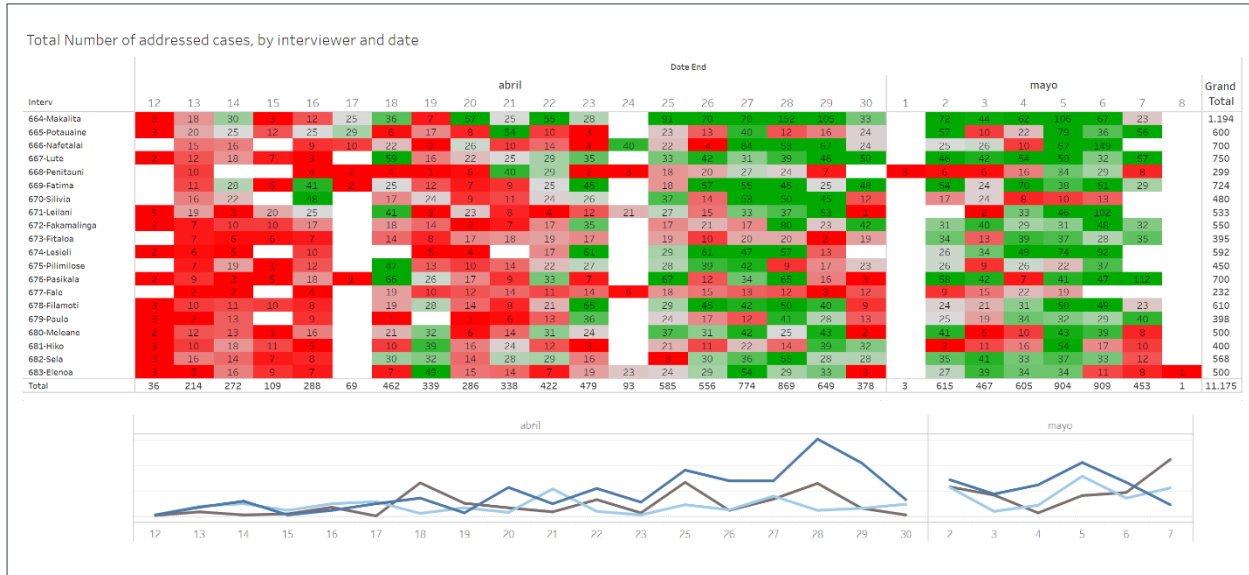 Total Number of addressed cases, by interviewer and date
Date End
abril mayo Grand
Interv 12 13 14 15 16 17 18 19 20 21 22 23 24 25 26 27 28 29 30 1 2 3 4 5 6 7 8 Total
664-Makalita 3 18 30 3 12 25 36 7 57 25 55 28 91 70 70 152 105 33 72 44 62 106 67 23 1.194
665-Potauaine 3 20 25 12 25 29 6 17 8 54 10 3 23 13 40 12 16 24 57 10 22 79 36 56 600
666-Nafetalai 15 16 9 10 22 3 26 10 14 4 40 22 4 84 53 67 24 25 26 10 67 149 700
667-Lute 2 12 18 7 3 59 16 22 25 29 35 33 42 31 39 46 50 46 42 54 50 32 57 750
668-Penitauni 10 4 2 4 1 6 40 29 2 3 18 20 27 24 7 3 6 6 16 34 29 8 299
669-Fatima 11 28 5 41 2 25 12 7 9 25 45 18 57 55 45 25 48 54 24 70 38 51 29 724
670-Silivia 16 22 48 17 24 9 11 24 26 37 14 53 50 45 12 17 24 8 10 13 480
671-Leilani 5 19 3 20 25 41 3 23 8 4 12 21 27 15 33 37 53 1 2 33 46 102 533
672-Fakamalinga 2 7 10 10 17 18 14 2 7 17 35 17 21 17 80 23 42 31 40 29 31 48 32 550
673-Fitaloa 7 6 6 7 14 8 17 18 19 17 19 10 20 20 2 19 34 13 39 37 28 35 395
674-Lesieli 2 6 5 10 5 4 17 61 29 61 47 57 13 26 34 49 74 92 592
675-Pilimilose 7 19 1 12 47 13 10 14 22 27 28 39 42 9 17 23 26 9 26 22 37 450
676-Pasikala 2 9 3 5 18 1 66 26 17 9 33 7 67 12 34 65 16 3 58 42 7 41 47 112 700
677-Falo 2 2 4 19 10 12 14 11 14 6 18 15 13 12 3 12 9 15 22 19 232
678-Filamoti 3 10 11 10 8 19 28 14 8 21 65 29 45 42 50 40 9 24 21 31 50 49 23 610
679-Paula 3 2 13 9 1 1 6 13 36 24 17 12 41 28 13 25 19 34 32 29 40 398
680-Meleane 2 12 13 3 16 21 32 6 14 31 24 37 31 42 25 43 2 41 5 10 43 39 8 500
681-Hiko 3 10 18 11 5 10 39 16 24 12 3 21 11 22 14 39 32 2 11 16 54 17 10 400
682-Sela 3 16 14 7 8 30 32 14 28 29 16 3 30 36 55 28 28 35 41 33 37 33 12 568
683-Elenoa 3 5 9 7 7 49 15 14 7 19 23 24 29 54 29 33 3 27 39 34 34 11 8 1 500
Total 36 214 272 109 288 69 462 339 286 338 422 479 93 585 556 774 869 649 378 3 615 467 605 904 909 453 1 11.175
abril mayo
12 13 14 15 16 17 18 19 20 21 22 23 24 25 26 27 28 29 30 2 3 4 5 6 7